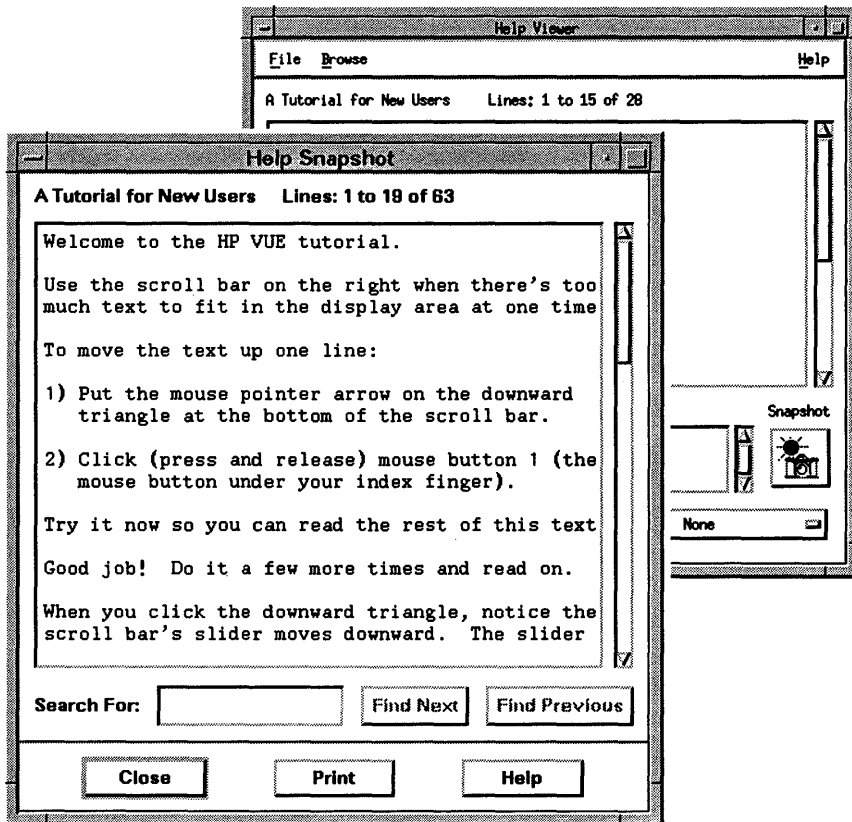 Help Viewer
File Browse Help
A Tutorial for New Users Lines: 1 to 15 of 28
Help Snapshot
A Tutorial for New Users Lines: 1 to 19 of 63
Welcome to the HP VUE tutorial.
Use the scroll bar on the right when there's too
much text to fit in the display area at one time
To move the text up one line:
1) Put the mouse pointer arrow on the downward
triangle at the bottom of the scroll bar.
2) Click (press and release) mouse button 1 (the
mouse button under your index finger).
Try it now so you can read the rest of this text
Good job! Do it a few more times and read on.
When you click the downward triangle, notice the
scroll bar's slider moves downward. The slider
Search For: Find Next Find Previous
Close Print Help
Snapshot
None